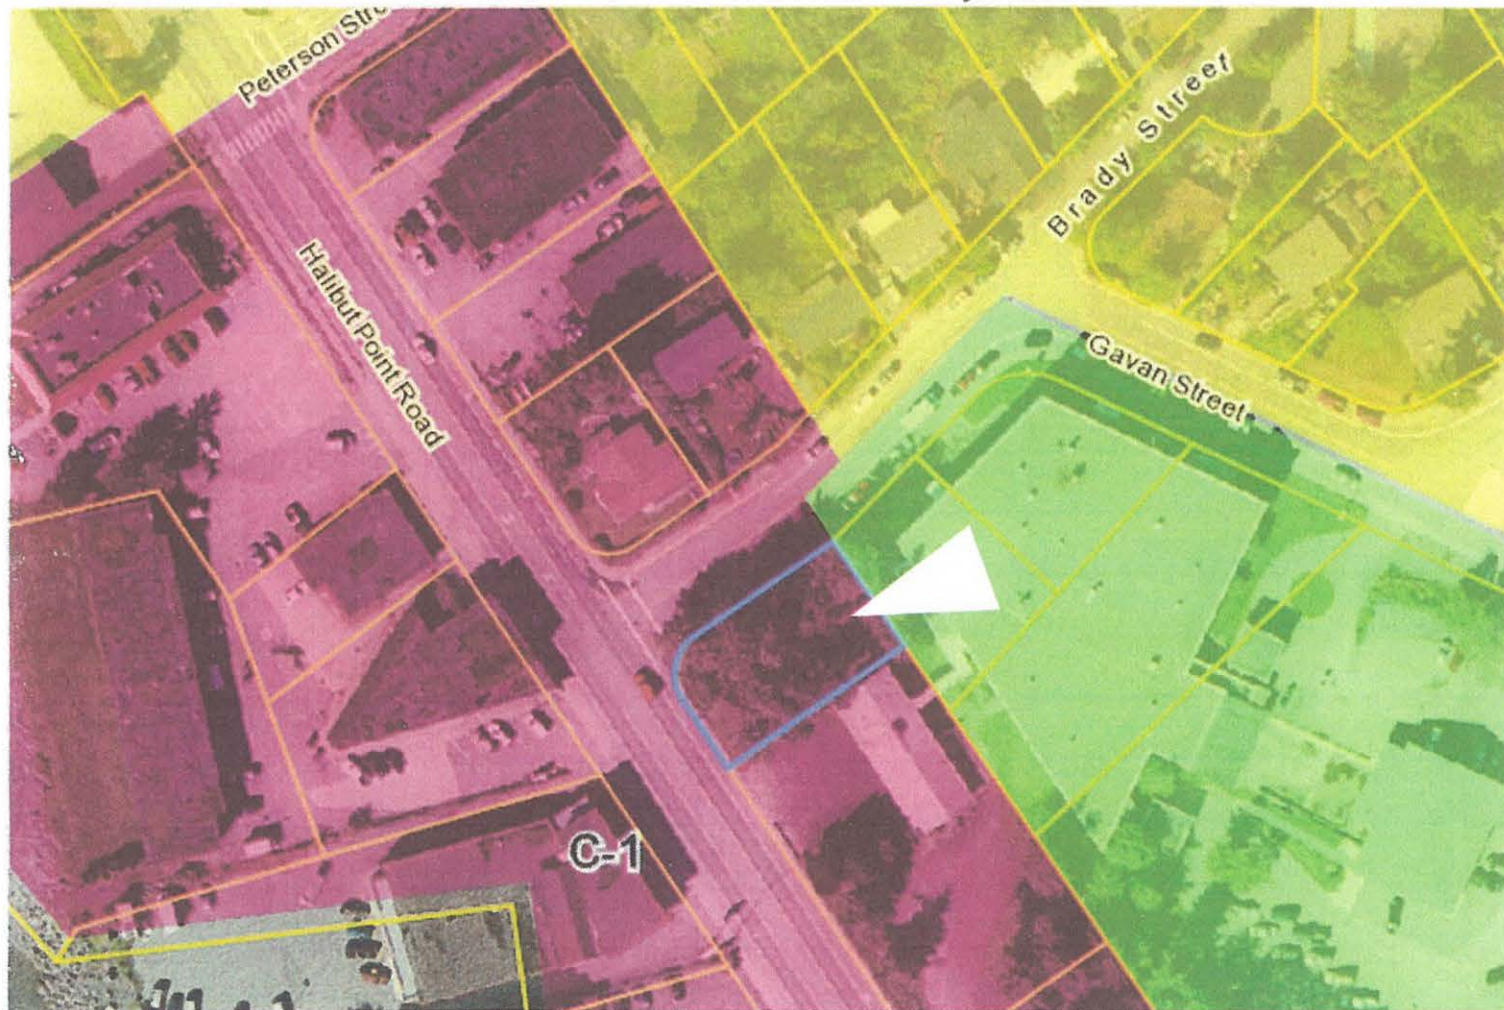 Peterson Stre
Brady Street
Halibut Point Road
Gavan Street
C-1